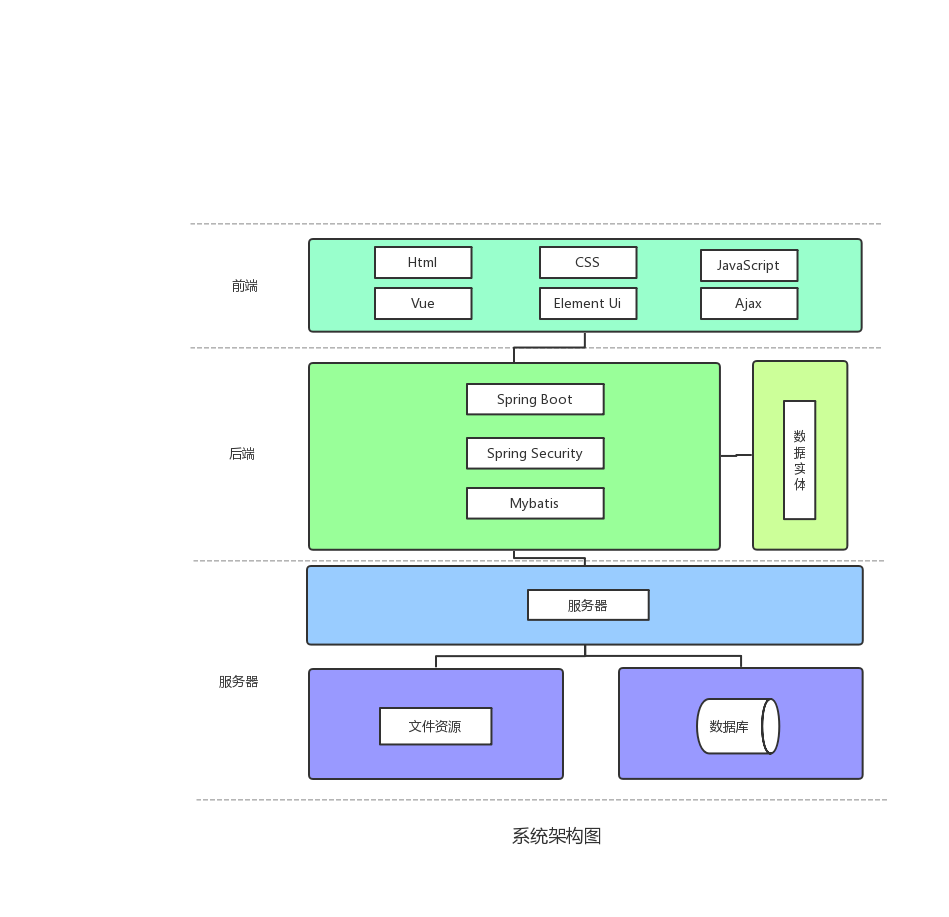 前端
Html
CSS
JavaScript
Vue
Element Ui
Ajax
后端
Spring Boot
Spring Security
Mybatis
数
据
实
体
服务器
服务器
文件资源
数据库
系统架构图